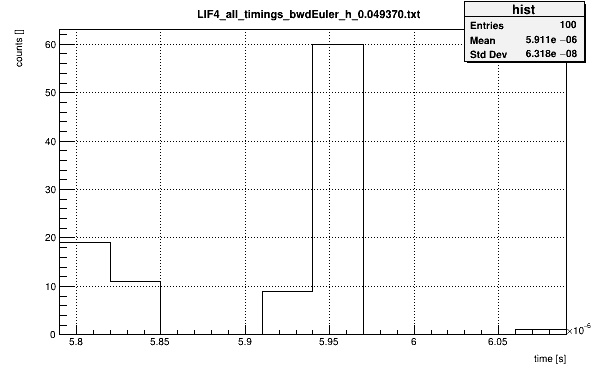 LIF4_all_timings_bwdEuler_h_0.049370.txt
hist
Entries 100
Mean 5.911e −06
Std Dev 6.318e −08
counts []
60
50
40
30
20
10
0
5.8 5.85 5.9 5.95 6 6.05 ×10⁻⁶
time [s]